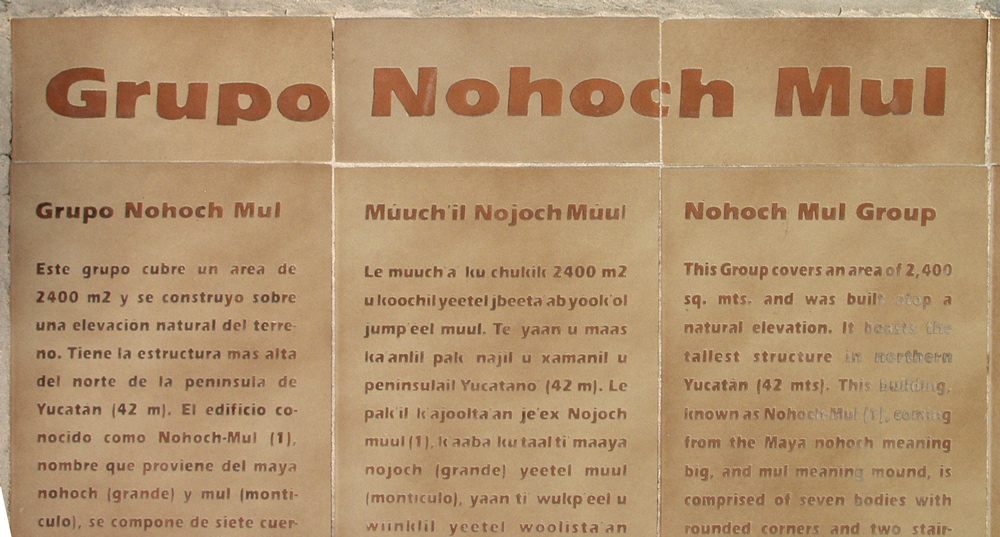 Grupo Nohoch Mul
Grupo Nohoch Mul
Este grupo cubre un area de
2400 m2 y se construyo sobre
una elevación natural del terre-
no. Tiene la estructura mas alta
del norte de la península de
Yucatan (42 m). El edificio co-
nocido como Nohoch-Mul (1),
nombre que proviene del maya
nohoch (grande) y mul (monti-
culo), se compone de siete cuer-
Múuch'il Nojoch Múul
Le muuch'a ku chukik 2400 m2
u koochil yeetel jbeeta'ab yook'ol
jump'eel muul. Te' yaan u maas
ka'anlil pak' najil u xamanil u
peninsulail Yucatano' (42 m). Le
pak'il k'ajoolta'an je'ex Nojoch
muul (1), k'aaba' ku taal ti' maaya
nojoch (grande) yeetel muul
(monticulo), yaan ti' wukp'eel u
wíinklil yeetel woolista'an
Nohoch Mul Group
This Group covers an area of 2,400
sq. mts. and was built atop a
natural elevation. It boasts the
tallest structure in northern
Yucatán (42 mts). This building,
known as Nohoch-Mul (1), coming
from the Maya nohoch meaning
big, and mul meaning mound, is
comprised of seven bodies with
rounded corners and two stair-